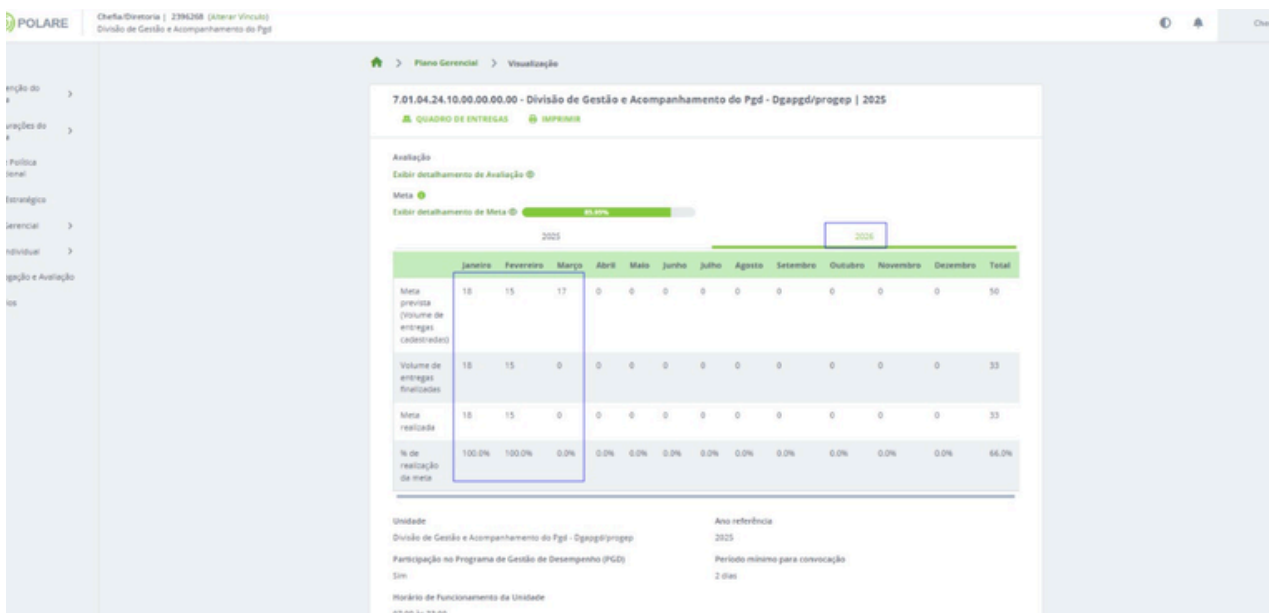 POLARE
Chefia/Diretoria | 2396268 (Alterar Vínculo)
Divisão de Gestão e Acompanhamento do Pgd
Plano Gerencial > Visualização
7.01.04.24.10.00.00.00.00 - Divisão de Gestão e Acompanhamento do Pgd - Dgapgd/progep | 2025
QUADRO DE ENTREGAS IMPRIMIR
Avaliação
Exibir detalhamento de Avaliação
Meta
Exibir detalhamento de Meta
2025 2026
Janeiro Fevereiro Março Abril Maio Junho Julho Agosto Setembro Outubro Novembro Dezembro Total
Meta prevista (Volume de entregas cadastradas) 18 15 17 0 0 0 0 0 0 0 0 0 50
Volume de entregas finalizadas 18 15 0 0 0 0 0 0 0 0 0 0 33
Meta realizada 18 15 0 0 0 0 0 0 0 0 0 0 33
% de realização da meta 100.0% 100.0% 0.0% 0.0% 0.0% 0.0% 0.0% 0.0% 0.0% 0.0% 0.0% 0.0% 66.0%
Unidade
Divisão de Gestão e Acompanhamento do Pgd - Dgapgd/progep
Ano referência
2025
Participação no Programa de Gestão de Desempenho (PGD)
Sim
Período mínimo para convocação
2 dias
Horário de Funcionamento da Unidade